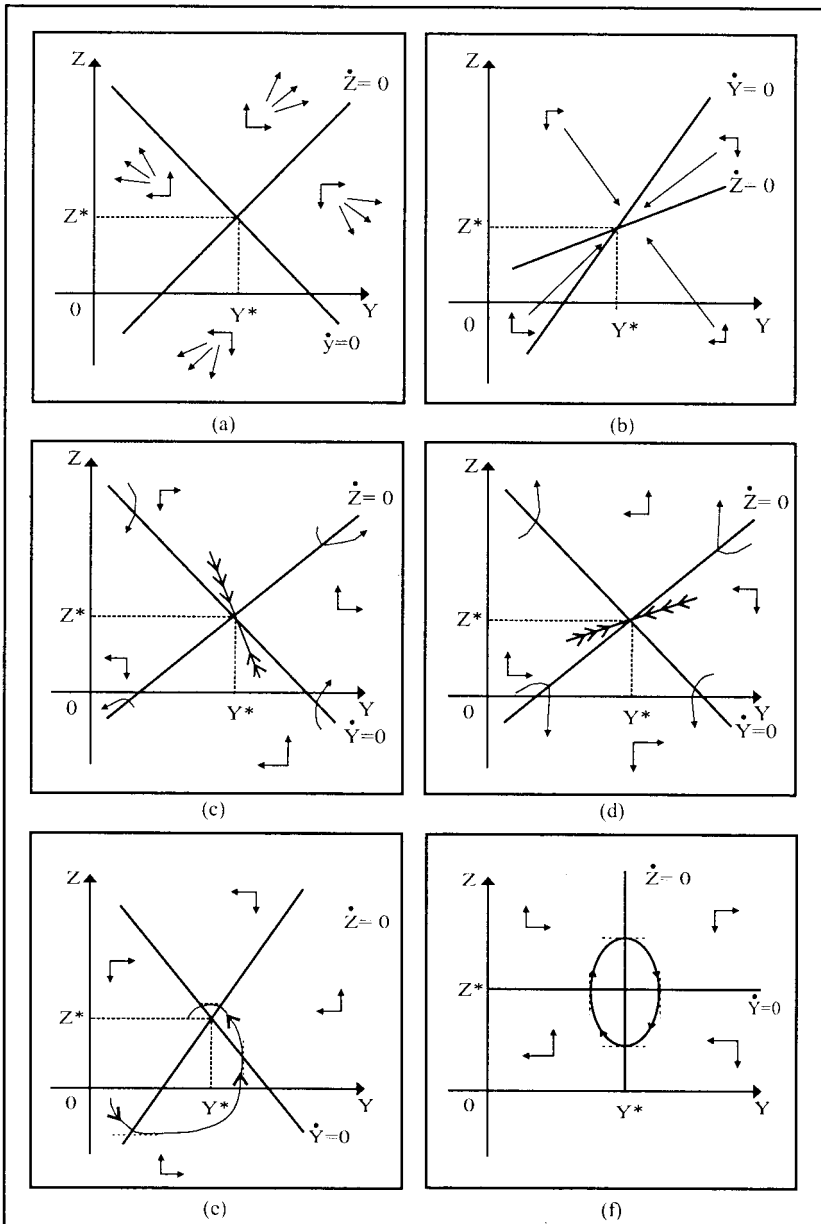 Z
Ż= 0
Z*
0
Y*
Y
ẏ=0
(a)
Z
Ẏ= 0
Ż=0
Z*
0
Y*
Y
(b)
Z
Ż= 0
Z*
0
Y*
Y
Ẏ=0
(c)
Z
Ż= 0
Z*
0
Y*
Y
Ẏ=0
(d)
Z
Ż= 0
Z*
0
Y*
Y
Ẏ=0
(e)
Z
Ż= 0
Z*
Ẏ=0
0
Y*
Y
(f)